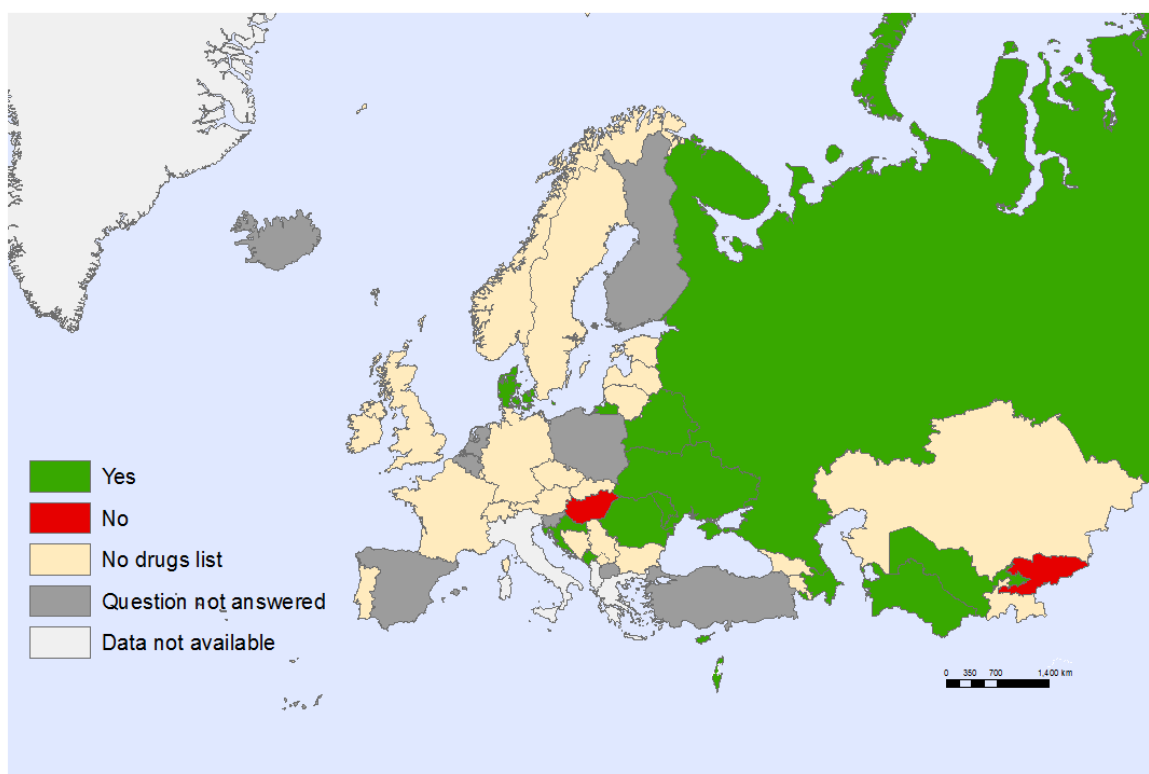 Yes
No
No drugs list
Question not answered
Data not available
0 350 700 1,400 km